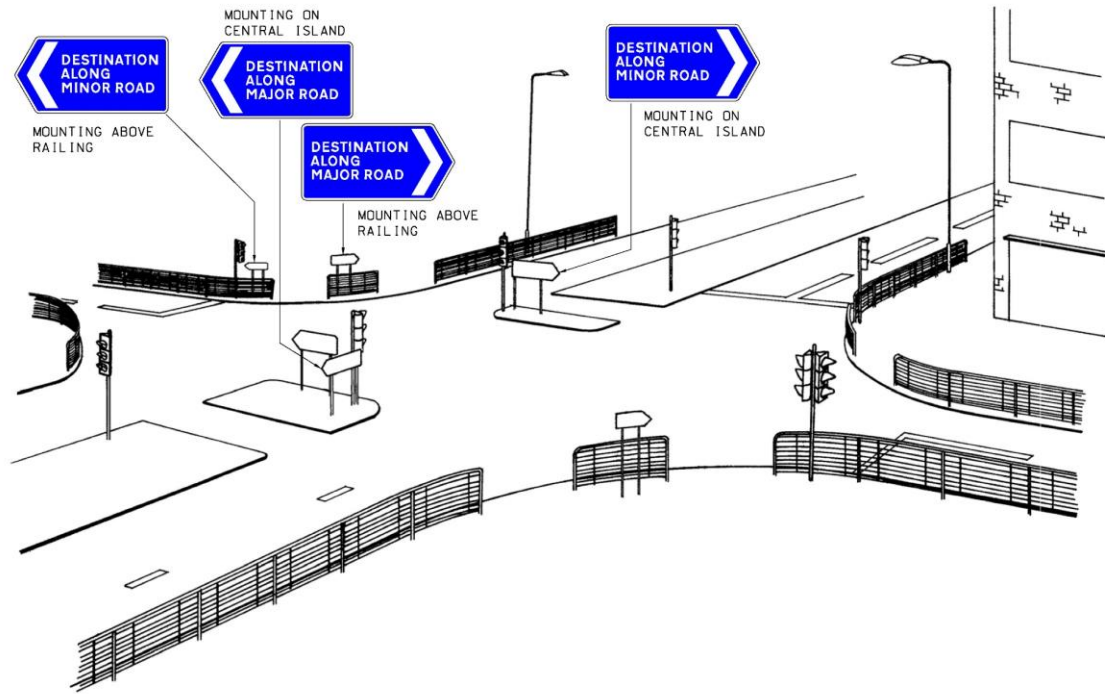 DESTINATION
ALONG
MINOR ROAD
MOUNTING ABOVE
RAILING
MOUNTING ON
CENTRAL ISLAND
DESTINATION
ALONG
MAJOR ROAD
DESTINATION
ALONG
MAJOR ROAD
MOUNTING ABOVE
RAILING
DESTINATION
ALONG
MINOR ROAD
MOUNTING ON
CENTRAL ISLAND